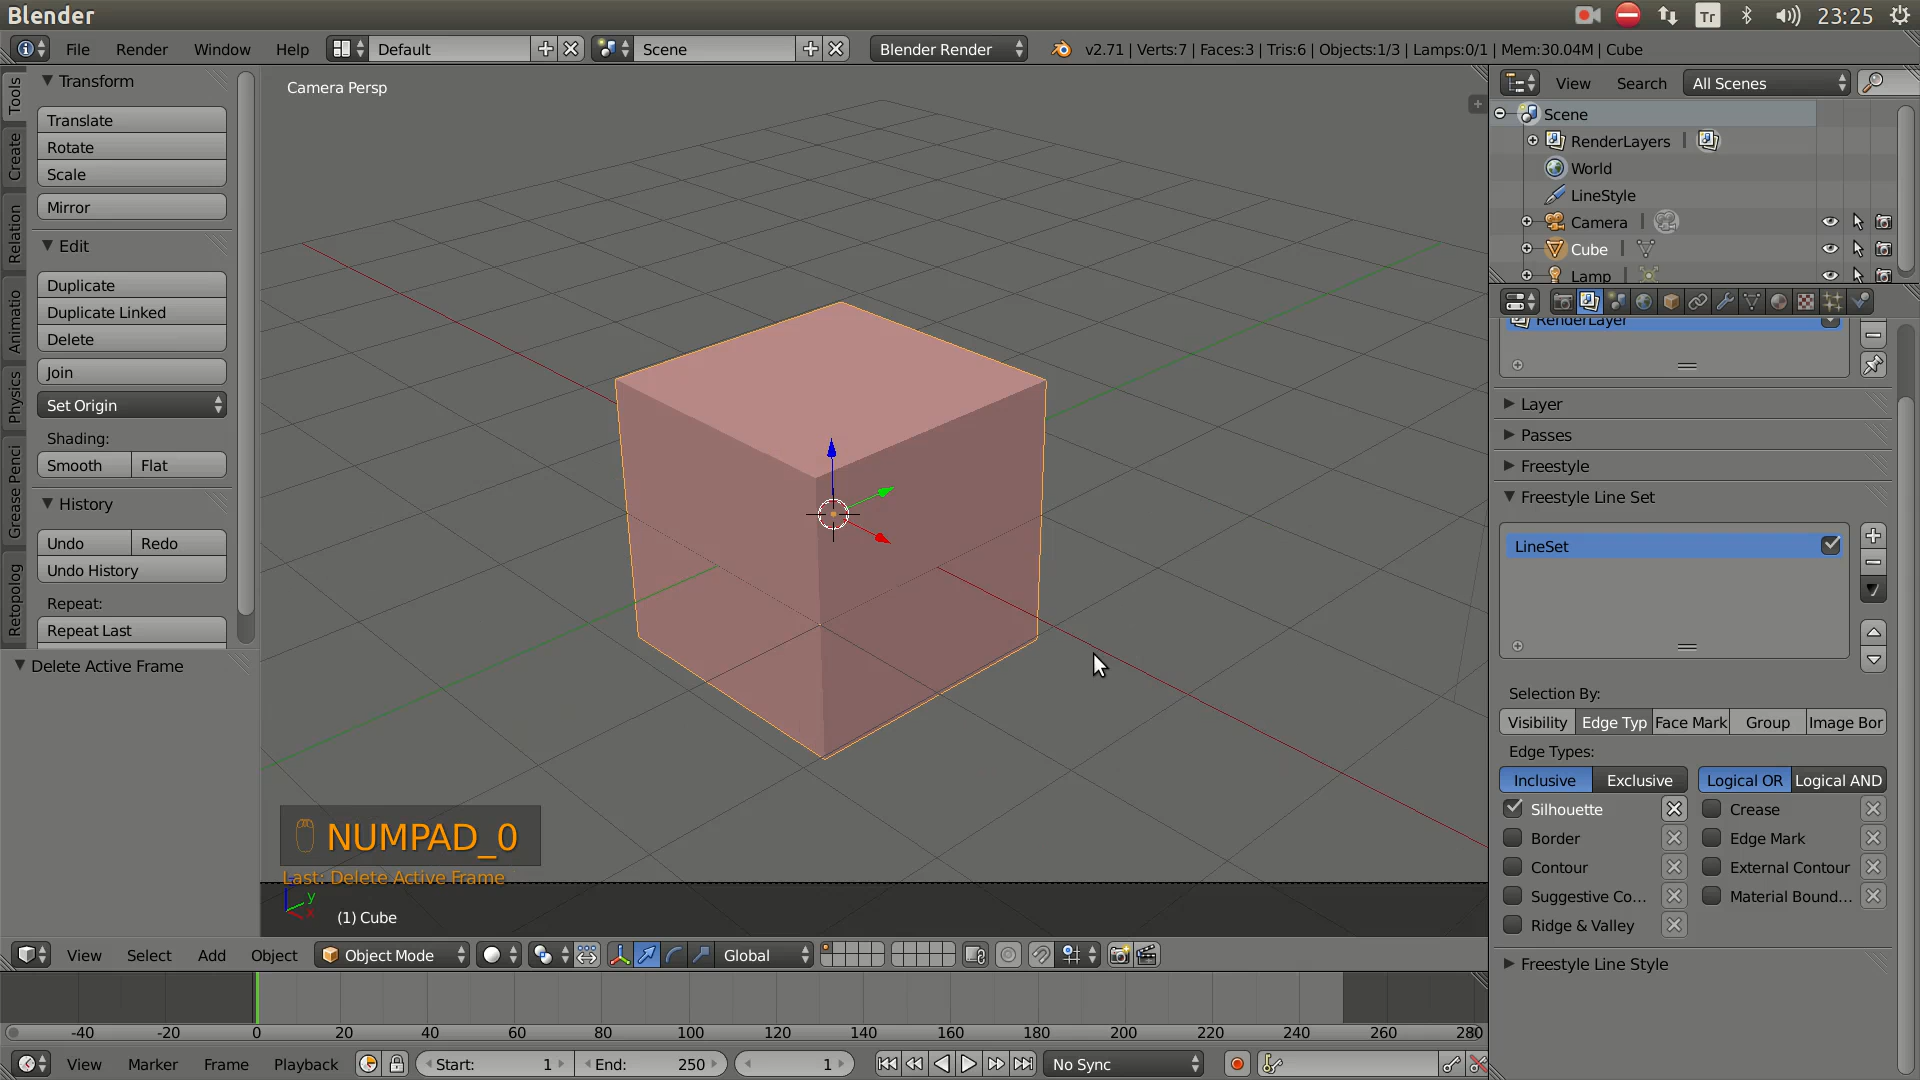 Blender
Tr
23:25
File Render Window Help Default Scene Blender Render v2.71 | Verts:7 | Faces:3 | Tris:6 | Objects:1/3 | Lamps:0/1 | Mem:30.04M | Cube
Tools
Create
Relation
Animatio
Physics
Grease Penci
Retopolog
Transform
Translate
Rotate
Scale
Mirror
Edit
Duplicate
Duplicate Linked
Delete
Join
Set Origin
Shading:
Smooth Flat
History
Undo Redo
Undo History
Repeat:
Repeat Last
Delete Active Frame
Camera Persp
NUMPAD_0
Last: Delete Active Frame
y
x
(1) Cube
View Select Add Object Object Mode Global
-40 -20 0 20 40 60 80 100 120 140 160 180 200 220 240 260 280
View Marker Frame Playback Start: 1 End: 250 1 No Sync
View Search All Scenes
Scene
RenderLayers
World
LineStyle
Camera
Cube
Lamp
RenderLayer
Layer
Passes
Freestyle
Freestyle Line Set
LineSet
Selection By:
Visibility Edge Typ Face Mark Group Image Bor
Edge Types:
Inclusive Exclusive Logical OR Logical AND
Silhouette Crease
Border Edge Mark
Contour External Contour
Suggestive Co... Material Bound...
Ridge & Valley
Freestyle Line Style